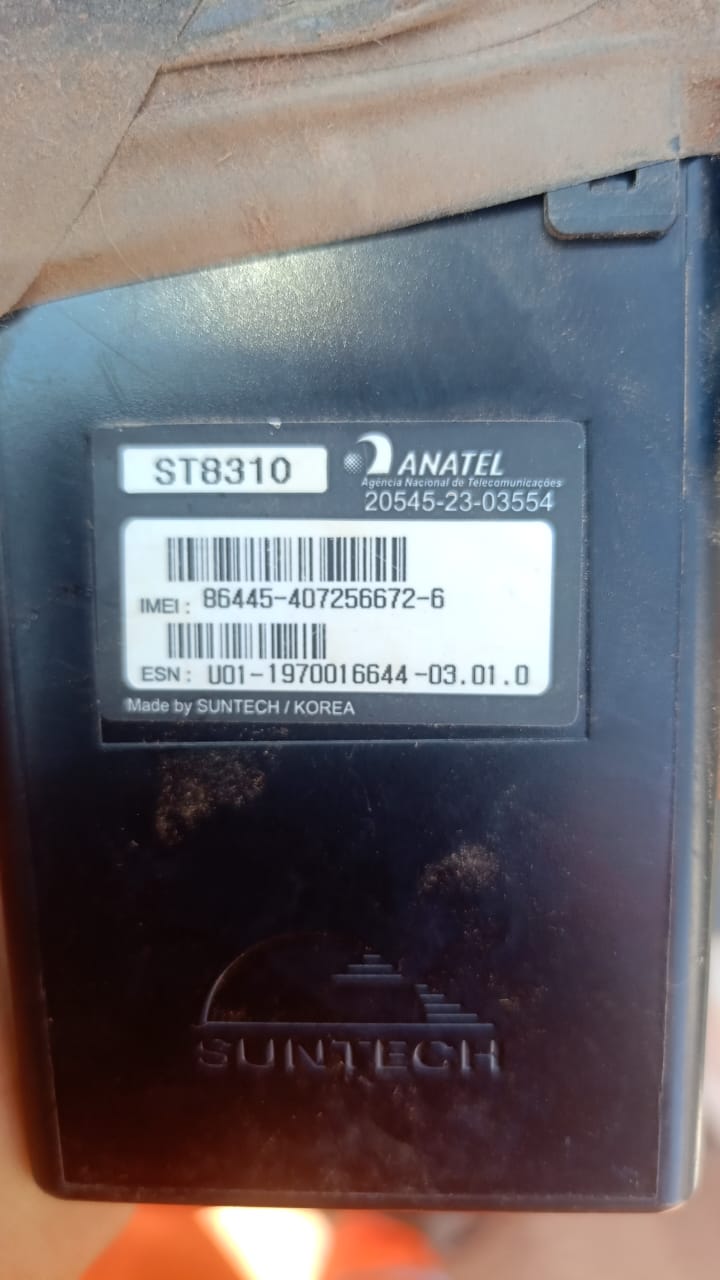 ST8310
ANATEL
Agência Nacional de Telecomunicações
20545-23-03554
IMEI: 86445-407256672-6
ESN: U01-1970016644-03.01.0
Made by SUNTECH / KOREA
SUNTECH